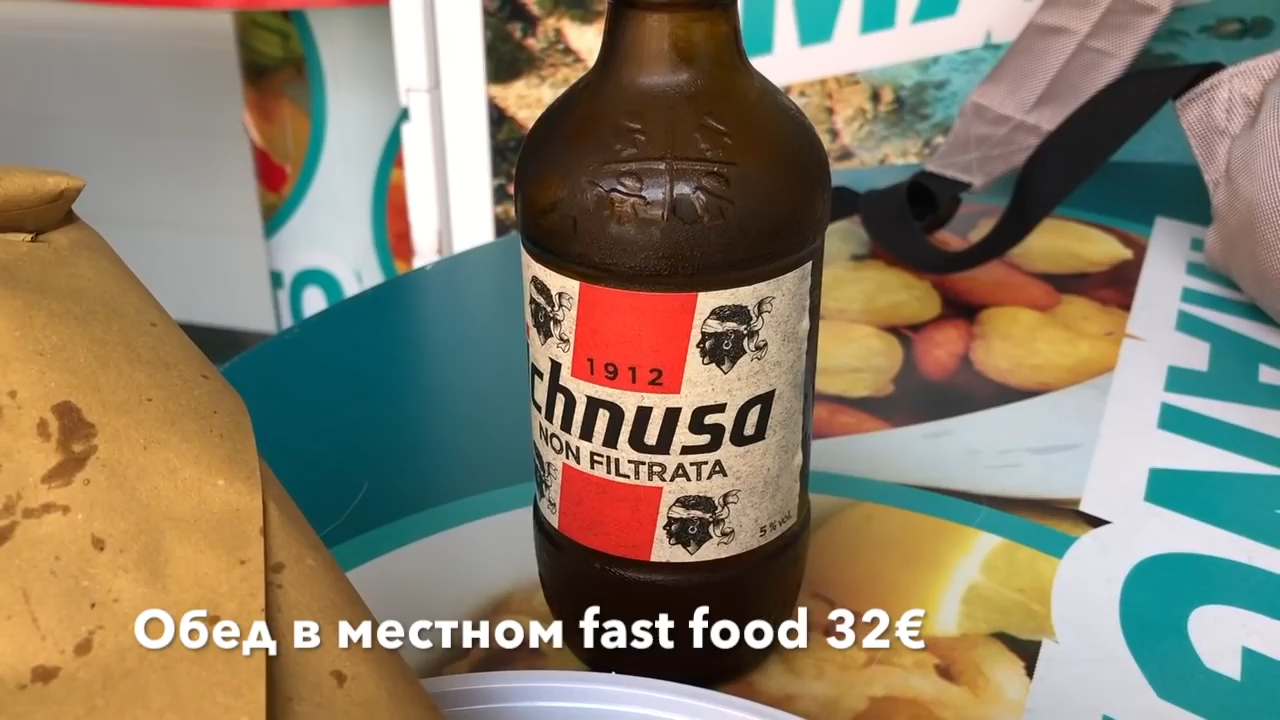 1912
chnusa
NON FILTRATA
5% VOL.
Обед в местном fast food 32€